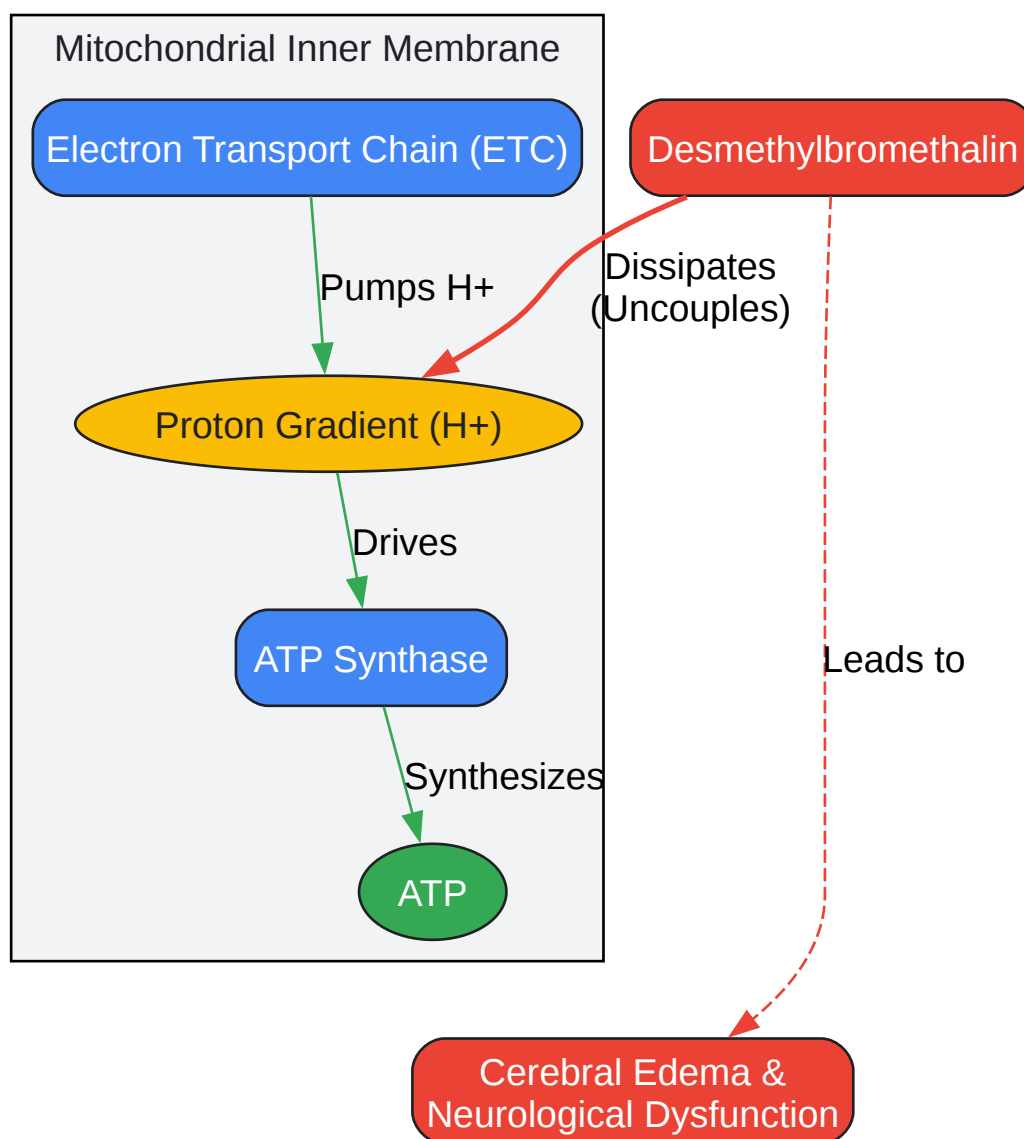 Mitochondrial Inner Membrane
Electron Transport Chain (ETC)
Desmethylbromethalin
Pumps H+
Dissipates
(Uncouples)
Proton Gradient (H+)
Drives
ATP Synthase
Leads to
Synthesizes
ATP
Cerebral Edema &
Neurological Dysfunction